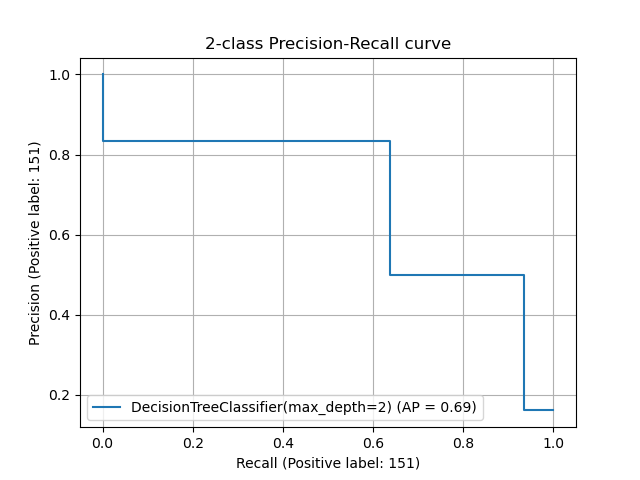 2-class Precision-Recall curve
1.0
0.8
0.6
0.4
0.2
Precision (Positive label: 151)
DecisionTreeClassifier(max_depth=2) (AP = 0.69)
0.0 0.2 0.4 0.6 0.8 1.0
Recall (Positive label: 151)